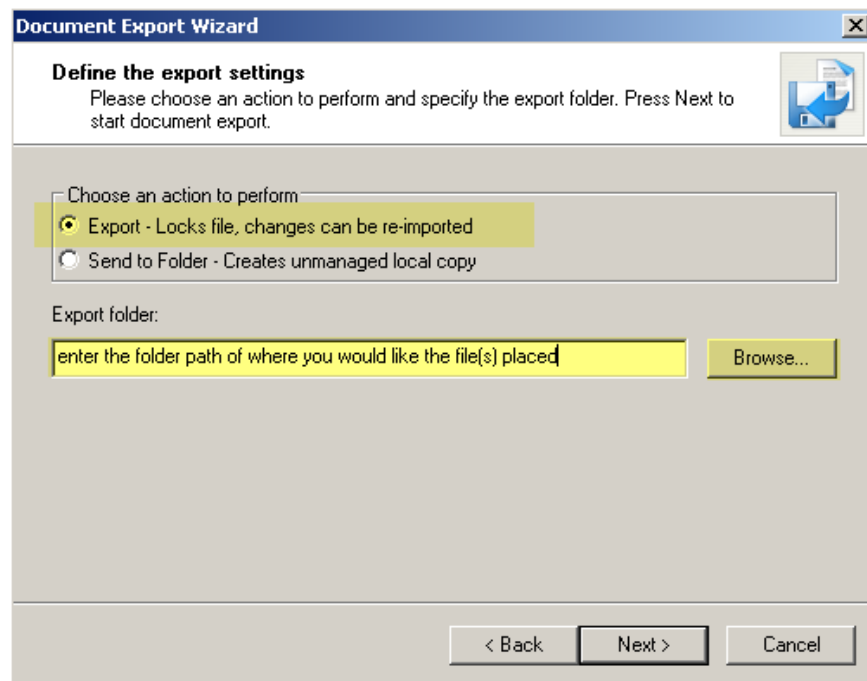 Document Export Wizard
Define the export settings
Please choose an action to perform and specify the export folder. Press Next to
start document export.
Choose an action to perform
Export - Locks file, changes can be re-imported
Send to Folder - Creates unmanaged local copy
Export folder:
enter the folder path of where you would like the file(s) placed
Browse...
< Back
Next >
Cancel